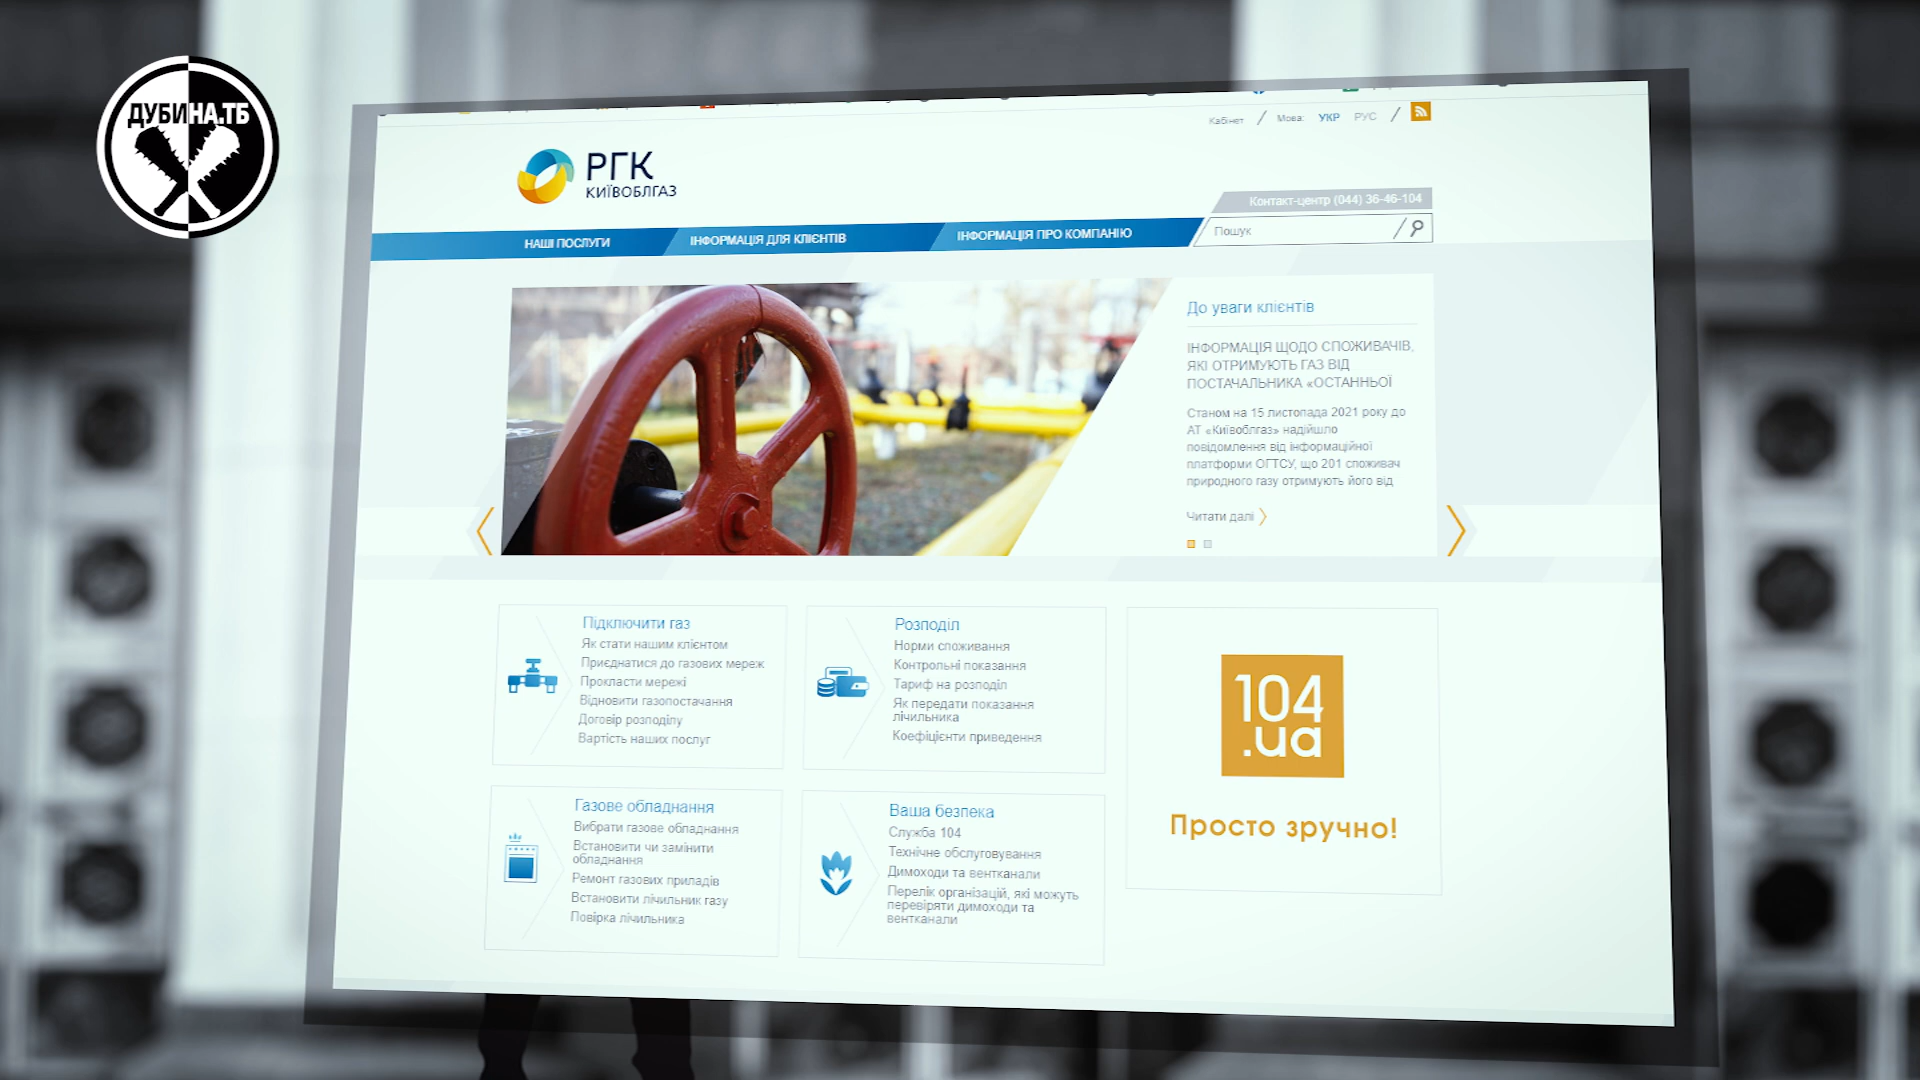 ДУБИНА.ТБ
Кабінет / Мова: УКР РУС /
РГК
КИЇВОБЛГАЗ
Контакт-центр (044) 36-46-104
НАШІ ПОСЛУГИ
ІНФОРМАЦІЯ ДЛЯ КЛІЄНТІВ
ІНФОРМАЦІЯ ПРО КОМПАНІЮ
Пошук
До уваги клієнтів
ІНФОРМАЦІЯ ЩОДО СПОЖИВАЧІВ,
ЯКІ ОТРИМУЮТЬ ГАЗ ВІД
ПОСТАЧАЛЬНИКА «ОСТАННЬОЇ
Станом на 15 листопада 2021 року до
АТ «Київоблгаз» надійшло
повідомлення від інформаційної
платформи ОГТСУ, що 201 споживач
природного газу отримують його від
Читати далі
Підключити газ
Як стати нашим клієнтом
Приєднатися до газових мереж
Прокласти мережі
Відновити газопостачання
Договір розподілу
Вартість наших послуг
Розподіл
Норми споживання
Контрольні показання
Тариф на розподіл
Як передати показання
лічильника
Коефіцієнти приведення
104
.ua
Просто зручно!
Газове обладнання
Вибрати газове обладнання
Встановити чи замінити
обладнання
Ремонт газових приладів
Встановити лічильник газу
Повірка лічильника
Ваша безпека
Служба 104
Технічне обслуговування
Димоходи та вентканали
Перелік організацій, які можуть
перевіряти димоходи та
вентканали